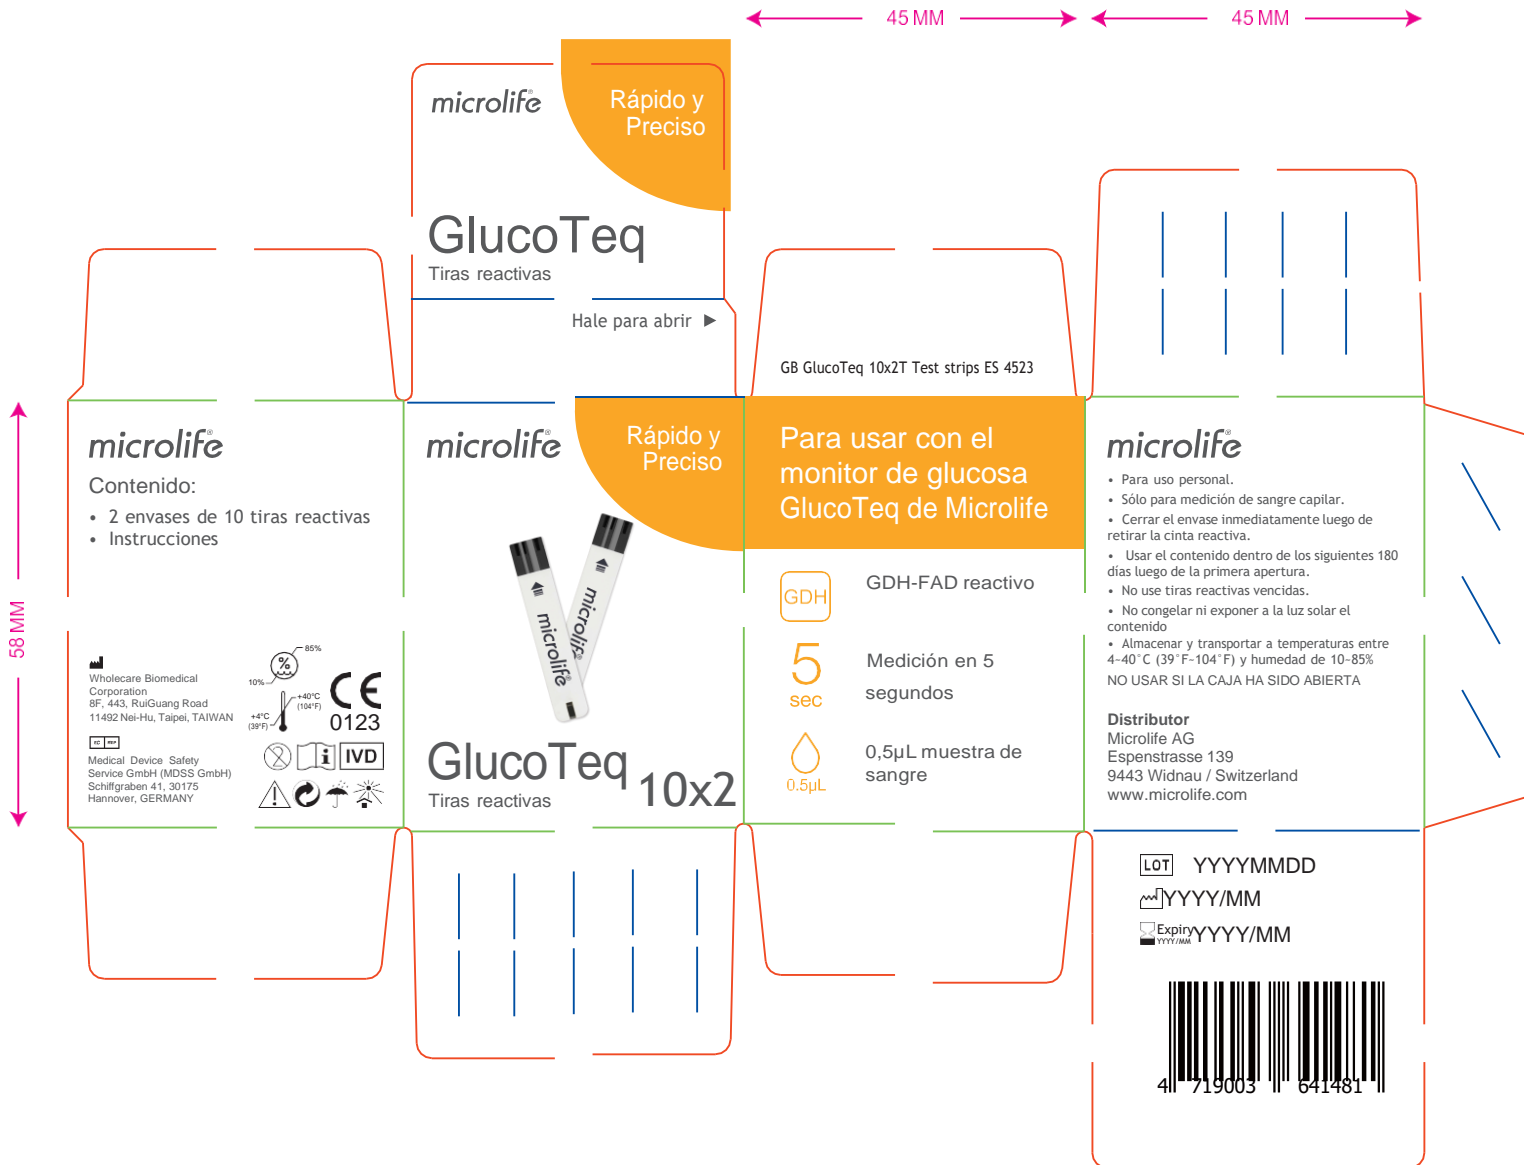 45 MM
45 MM
microlife®
Rápido y
Preciso
GlucoTeq
Tiras reactivas
Hale para abrir ►
GB GlucoTeq 10x2T Test strips ES 4523
58 MM
microlife®
Contenido:
• 2 envases de 10 tiras reactivas
• Instrucciones
Wholecare Biomedical
Corporation
8F, 443, RuiGuang Road
11492 Nei-Hu, Taipei, TAIWAN
EC REP
Medical Device Safety
Service GmbH (MDSS GmbH)
Schiffgraben 41, 30175
Hannover, GERMANY
85%
%
10%
+40°C
(104°F)
+4°C
(39°F)
CE
0123
2
i
IVD
microlife®
Rápido y
Preciso
microlife®
microlife®
GlucoTeq
Tiras reactivas
10x2
Para usar con el
monitor de glucosa
GlucoTeq de Microlife
GDH
GDH-FAD reactivo
5
sec
Medición en 5
segundos
0.5µL
0,5µL muestra de
sangre
microlife®
• Para uso personal.
• Sólo para medición de sangre capilar.
• Cerrar el envase inmediatamente luego de
retirar la cinta reactiva.
• Usar el contenido dentro de los siguientes 180
días luego de la primera apertura.
• No use tiras reactivas vencidas.
• No congelar ni exponer a la luz solar el
contenido
• Almacenar y transportar a temperaturas entre
4~40°C (39°F~104°F) y humedad de 10~85%
NO USAR SI LA CAJA HA SIDO ABIERTA
Distributor
Microlife AG
Espenstrasse 139
9443 Widnau / Switzerland
www.microlife.com
LOT YYYYMMDD
YYYY/MM
Expiry
YYYY/MM
YYYY/MM
4 719003 641481